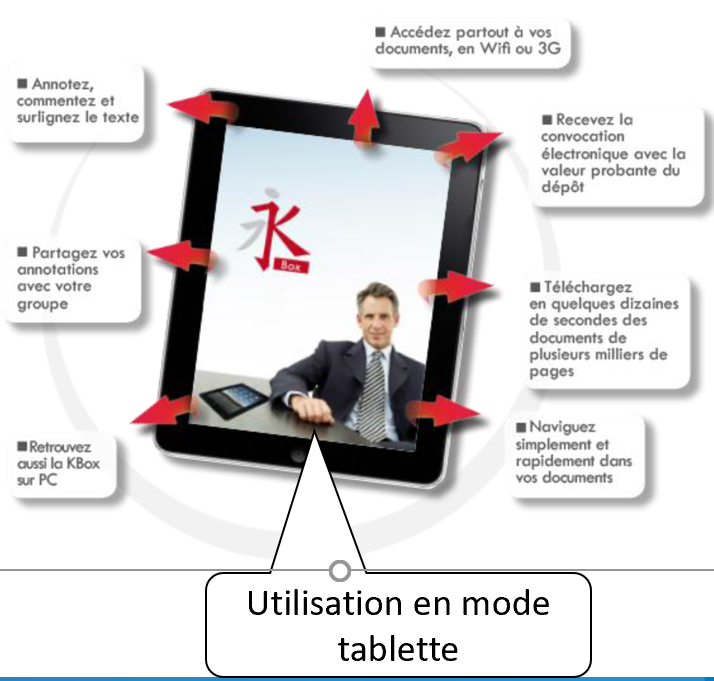 ■ Accédez partout à vos
documents, en Wifi ou 3G
■ Annotez,
commentez et
surlignez le texte
■ Recevez la
convocation
électronique avec la
valeur probante du
dépôt
永
Box
■ Partagez vos
annotations
avec votre
groupe
■ Téléchargez
en quelques dizaines
de secondes des
documents de
plusieurs milliers de
pages
■ Retrouvez
aussi la KBox
sur PC
■ Naviguez
simplement et
rapidement dans
vos documents
Utilisation en mode
tablette